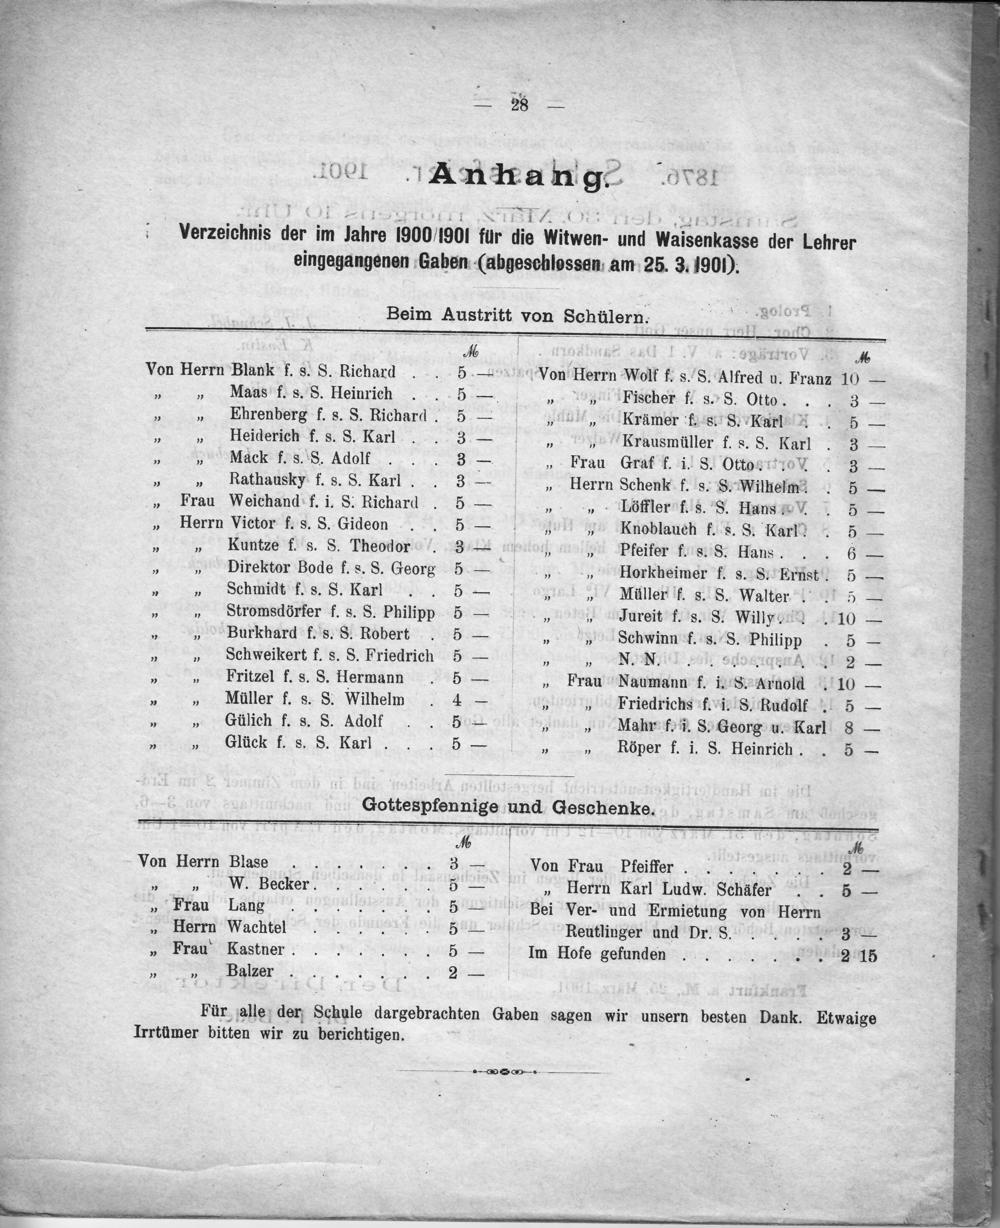 — 28 —
Anhang.
Verzeichnis der im Jahre 1900/1901 für die Witwen- und Waisenkasse der Lehrer
eingegangenen Gaben (abgeschlossen am 25. 3. 1901).
Beim Austritt von Schülern.
ℳ
Von Herrn Blank f. s. S. Richard . . 5 —
„ „ Maas f. s. S. Heinrich . . 5 —
„ „ Ehrenberg f. s. S. Richard . 5 —
„ „ Heiderich f. s. S. Karl . . 3 —
„ „ Mack f. s. S. Adolf . . . 3 —
„ „ Rathausky f. s. S. Karl . . 3 —
„ Frau Weichand f. i. S. Richard . 5 —
„ Herrn Victor f. s. S. Gideon . . 5 —
„ „ Kuntze f. s. S. Theodor . 3 —
„ „ Direktor Bode f. s. S. Georg 5 —
„ „ Schmidt f. s. S. Karl . . 5 —
„ „ Stromsdörfer f. s. S. Philipp 5 —
„ „ Burkhard f. s. S. Robert . 5 —
„ „ Schweikert f. s. S. Friedrich 5 —
„ „ Fritzel f. s. S. Hermann . 5 —
„ „ Müller f. s. S. Wilhelm . 4 —
„ „ Gülich f. s. S. Adolf . . 5 —
„ „ Glück f. s. S. Karl . . . 5 —
ℳ
Von Herrn Wolf f. s. S. Alfred u. Franz 10 —
„ „ Fischer f. s. S. Otto . . . 3 —
„ „ Krämer f. s. S. Karl . . 5 —
„ „ Krausmüller f. s. S. Karl . 3 —
„ Frau Graf f. i. S. Otto . . . 3 —
„ Herrn Schenk f. s. S. Wilhelm . . 5 —
„ „ Löffler f. s. S. Hans . . . 5 —
„ „ Knoblauch f. s. S. Karl . . 5 —
„ „ Pfeifer f. s. S. Hans . . . 6 —
„ „ Horkheimer f. s. S. Ernst . 5 —
„ „ Müller f. s. S. Walter . . 5 —
„ „ Jureit f. s. S. Willy . . . 10 —
„ „ Schwinn f. s. S. Philipp . 5 —
„ „ N. N. . . . . . . . 2 —
„ Frau Naumann f. i. S. Arnold . 10 —
„ „ Friedrichs f. i. S. Rudolf . 5 —
„ „ Mahr f. i. S. Georg u. Karl 8 —
„ „ Röper f. i. S. Heinrich . . 5 —
Gottespfennige und Geschenke.
ℳ
Von Herrn Blase . . . . . . . 3 —
„ „ W. Becker . . . . . . 5 —
„ Frau Lang . . . . . . . 5 —
„ Herrn Wachtel . . . . . . 5 —
„ Frau Kastner . . . . . . . 5 —
„ „ Balzer . . . . . . . 2 —
ℳ
Von Frau Pfeiffer . . . . . . 2 —
„ Herrn Karl Ludw. Schäfer . . 5 —
Bei Ver- und Ermietung von Herrn
Reutlinger und Dr. S. . . . . . 3 —
Im Hofe gefunden . . . . . . . 2 15
Für alle der Schule dargebrachten Gaben sagen wir unsern besten Dank. Etwaige
Irrtümer bitten wir zu berichtigen.